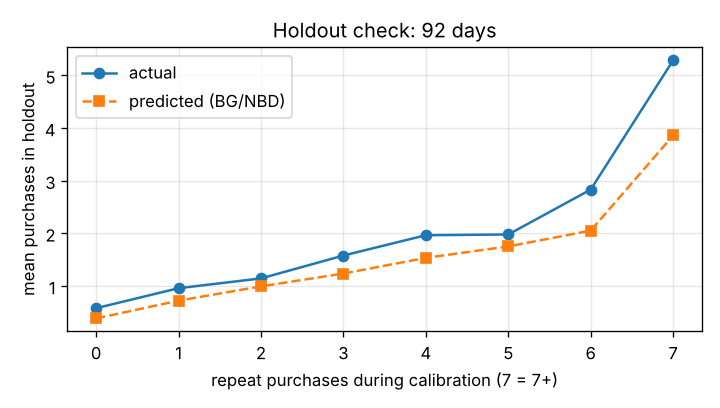 Holdout check: 92 days
actual
predicted (BG/NBD)
mean purchases in holdout
5
4
3
2
1
0 1 2 3 4 5 6 7
repeat purchases during calibration (7 = 7+)